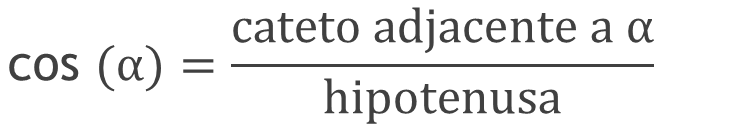 cos (α) = cateto adjacente a α
hipotenusa